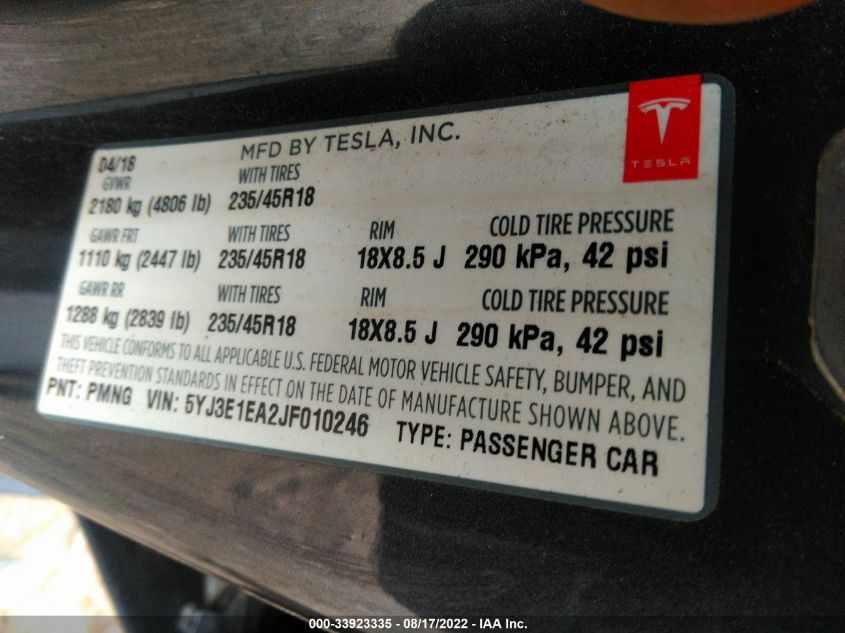 04/18 MFD BY TESLA, INC.
TESLA
GVWR WITH TIRES
2180 kg (4806 lb) 235/45R18
GAWR FRT WITH TIRES RIM COLD TIRE PRESSURE
1110 kg (2447 lb) 235/45R18 18X8.5 J 290 kPa, 42 psi
GAWR RR WITH TIRES RIM COLD TIRE PRESSURE
1288 kg (2839 lb) 235/45R18 18X8.5 J 290 kPa, 42 psi
THIS VEHICLE CONFORMS TO ALL APPLICABLE U.S. FEDERAL MOTOR VEHICLE SAFETY, BUMPER, AND
THEFT PREVENTION STANDARDS IN EFFECT ON THE DATE OF MANUFACTURE SHOWN ABOVE.
PNT: PMNG VIN: 5YJ3E1EA2JF010246 TYPE: PASSENGER CAR
000-33923335 - 08/17/2022 - IAA Inc.